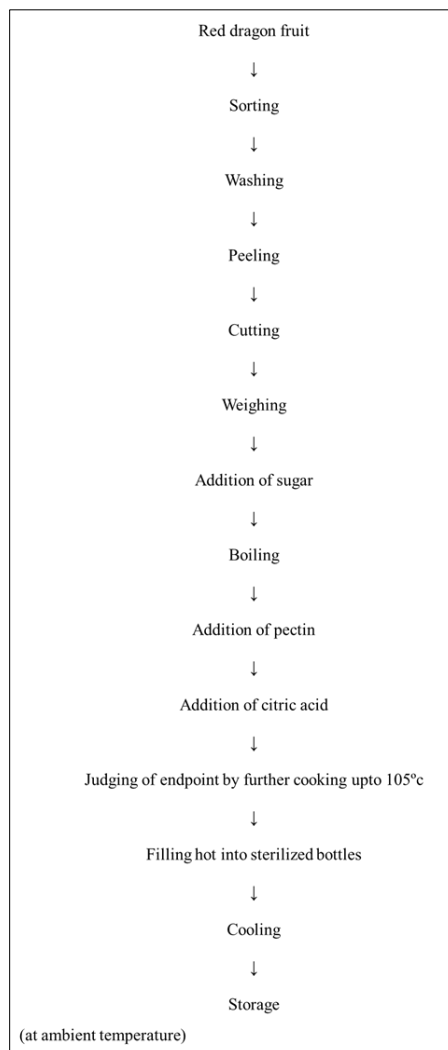 Red dragon fruit
↓
Sorting
↓
Washing
↓
Peeling
↓
Cutting
↓
Weighing
↓
Addition of sugar
↓
Boiling
↓
Addition of pectin
↓
Addition of citric acid
↓
Judging of endpoint by further cooking upto 105ºc
↓
Filling hot into sterilized bottles
↓
Cooling
↓
Storage
(at ambient temperature)